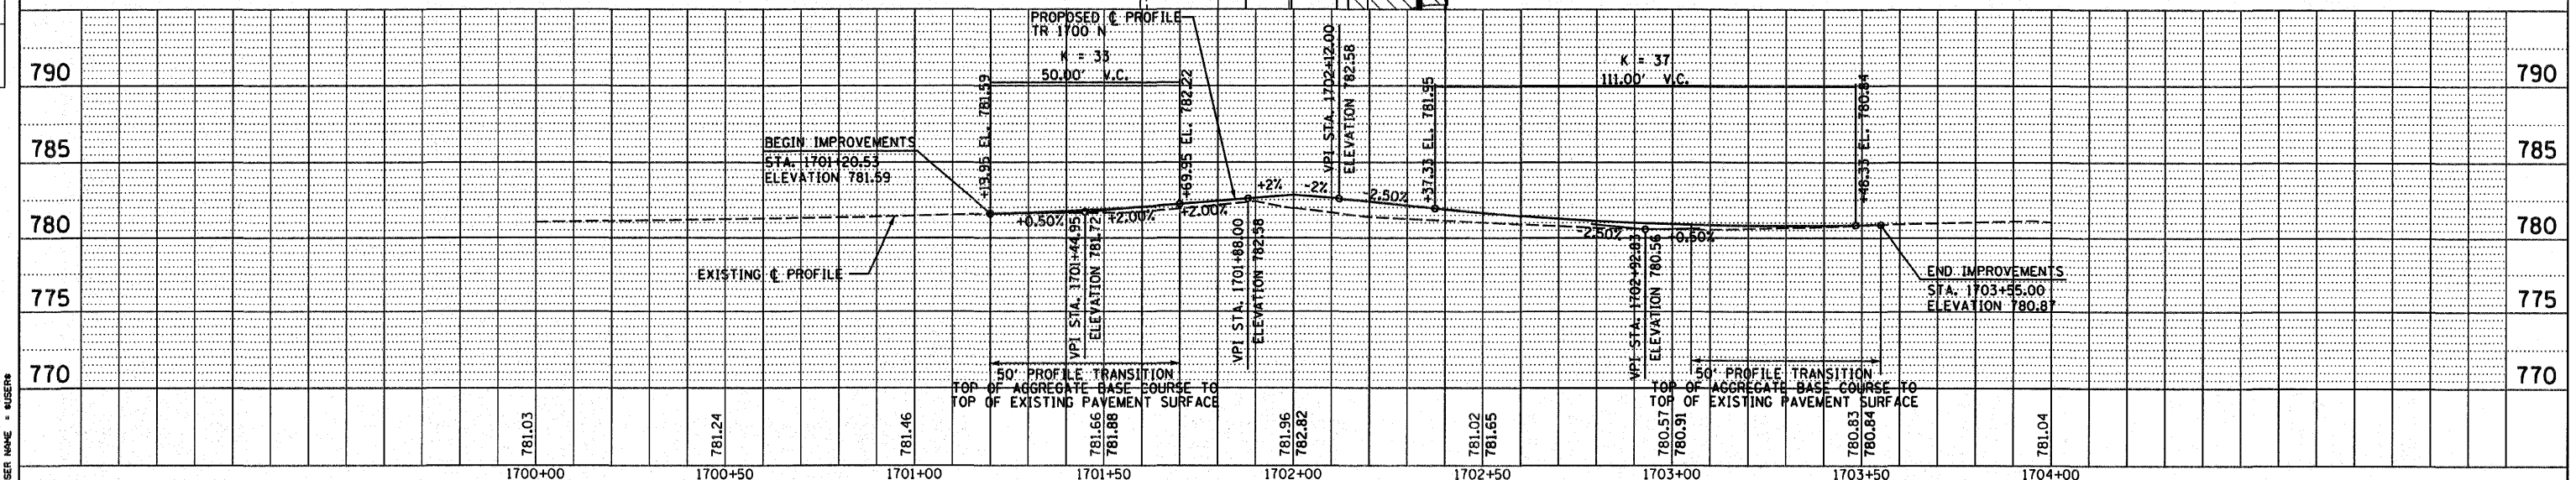 PROPOSED ℄ PROFILE
TR 1700 N
K = 33
50.00' V.C.
+19.95 EL. 781.59
+69.95 EL. 782.22
VPI STA. 1702+12.00
ELEVATION 782.58
+37.33 EL. 781.95
K = 37
111.00' V.C.
+48.33 EL. 780.84
790
790
785
785
780
780
775
775
770
770
BEGIN IMPROVEMENTS
STA. 1701+20.53
ELEVATION 781.59
EXISTING ℄ PROFILE
+0.50%
+2.00%
+2.00%
+2%
-2%
-2.50%
-2.50%
+0.50%
VPI STA. 1701+44.95
ELEVATION 781.72
VPI STA. 1701+88.00
ELEVATION 782.58
VPI STA. 1702+92.83
ELEVATION 780.56
END IMPROVEMENTS
STA. 1703+55.00
ELEVATION 780.87
50' PROFILE TRANSITION
TOP OF AGGREGATE BASE COURSE TO
TOP OF EXISTING PAVEMENT SURFACE
50' PROFILE TRANSITION
TOP OF AGGREGATE BASE COURSE TO
TOP OF EXISTING PAVEMENT SURFACE
781.03
781.24
781.46
781.66
781.88
781.96
782.82
781.02
781.65
780.57
780.91
780.83
780.84
781.04
1700+00
1700+50
1701+00
1701+50
1702+00
1702+50
1703+00
1703+50
1704+00
SER NAME = $USER$